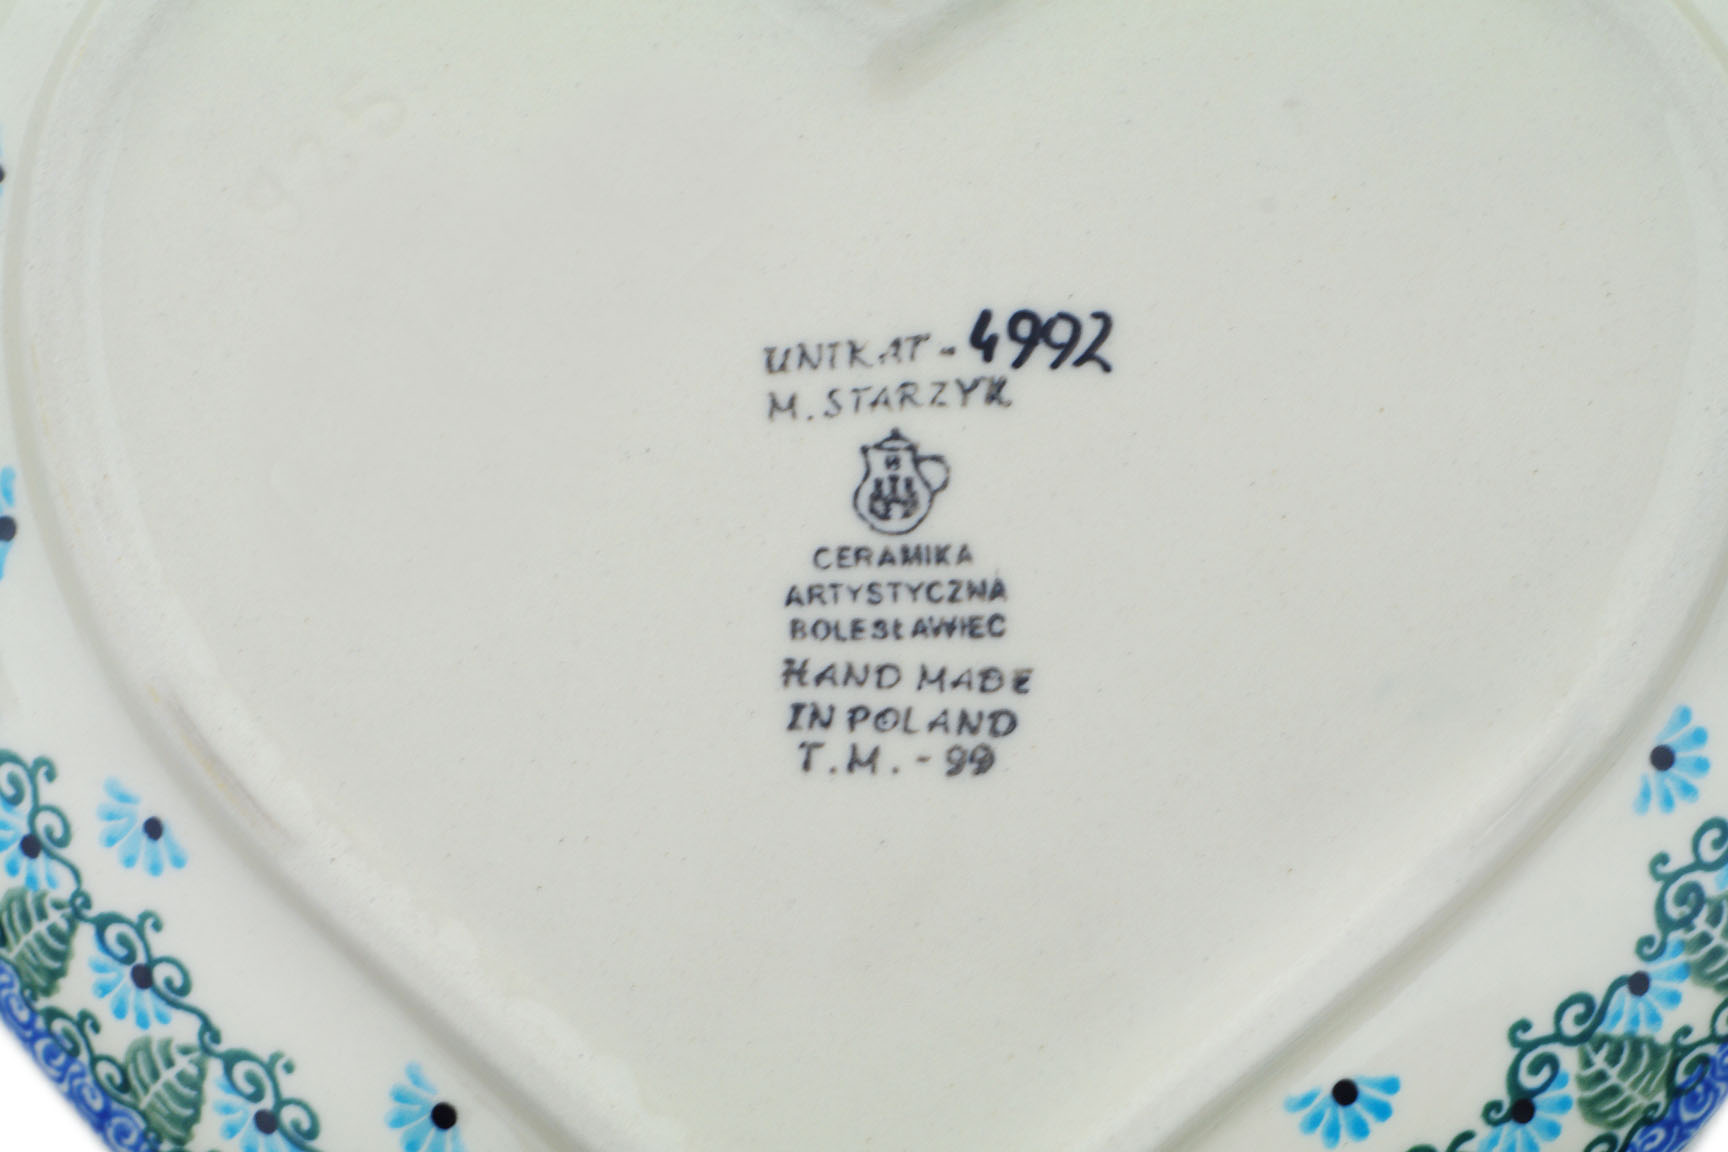 UNIKAT - 4992
M. STARZYK
CERAMIKA
ARTYSTYCZNA
BOLESŁAWIEC
HAND MADE
IN POLAND
T.M. - 99